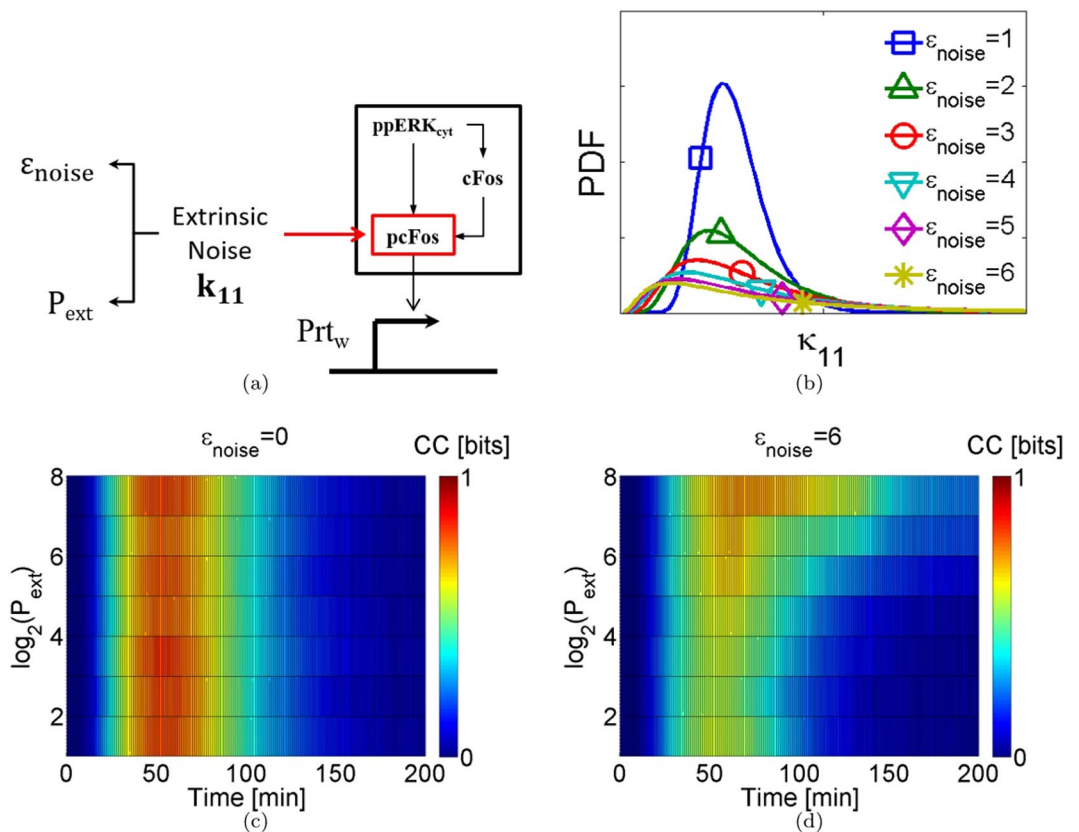 ppERK_cyt
cFos
pcFos
ε_noise
Extrinsic
Noise
k_11
P_ext
Prt_w
(a)
ε_noise=1
ε_noise=2
ε_noise=3
ε_noise=4
ε_noise=5
ε_noise=6
PDF
κ_11
(b)
ε_noise=0
CC [bits]
8
6
4
2
log_2(P_ext)
1
0
0 50 100 150 200
Time [min]
(c)
ε_noise=6
CC [bits]
8
6
4
2
log_2(P_ext)
1
0
0 50 100 150 200
Time [min]
(d)